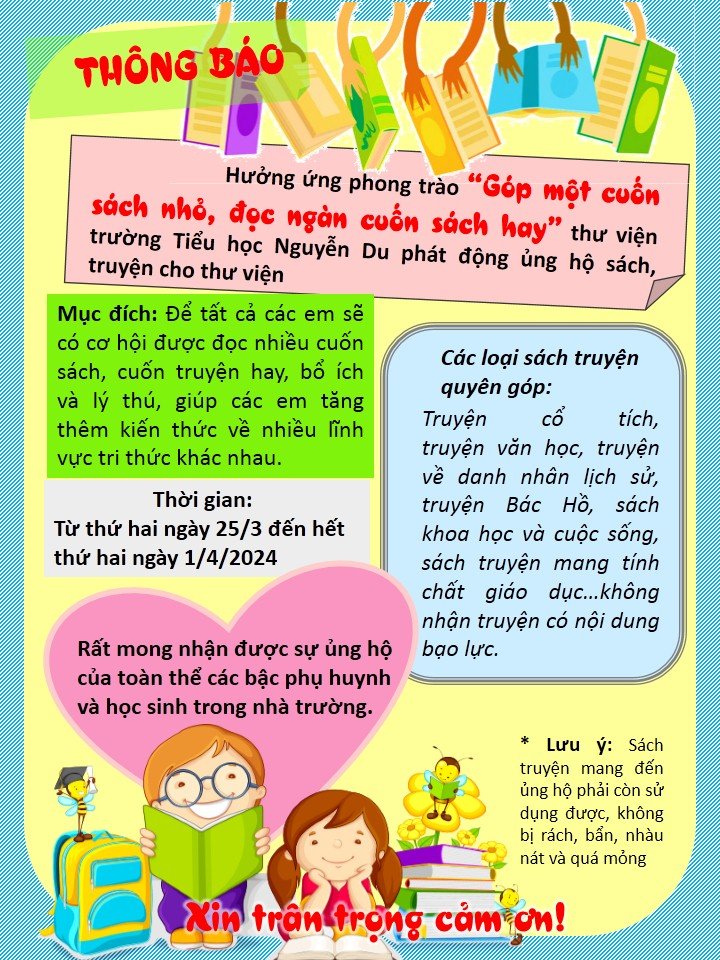 THÔNG BÁO
Hưởng ứng phong trào “Góp một cuốn
sách nhỏ, đọc ngàn cuốn sách hay” thư viện
trường Tiểu học Nguyễn Du phát động ủng hộ sách,
truyện cho thư viện
Mục đích: Để tất cả các em sẽ
có cơ hội được đọc nhiều cuốn
sách, cuốn truyện hay, bổ ích
và lý thú, giúp các em tăng
thêm kiến thức về nhiều lĩnh
vực tri thức khác nhau.
Thời gian:
Từ thứ hai ngày 25/3 đến hết
thứ hai ngày 1/4/2024
Các loại sách truyện
quyên góp:
Truyện cổ tích,
truyện văn học, truyện
về danh nhân lịch sử,
truyện Bác Hồ, sách
khoa học và cuộc sống,
sách truyện mang tính
chất giáo dục...không
nhận truyện có nội dung
bạo lực.
Rất mong nhận được sự ủng hộ
của toàn thể các bậc phụ huynh
và học sinh trong nhà trường.
* Lưu ý: Sách
truyện mang đến
ủng hộ phải còn sử
dụng được, không
bị rách, bẩn, nhàu
nát và quá mỏng
Xin trân trọng cảm ơn!